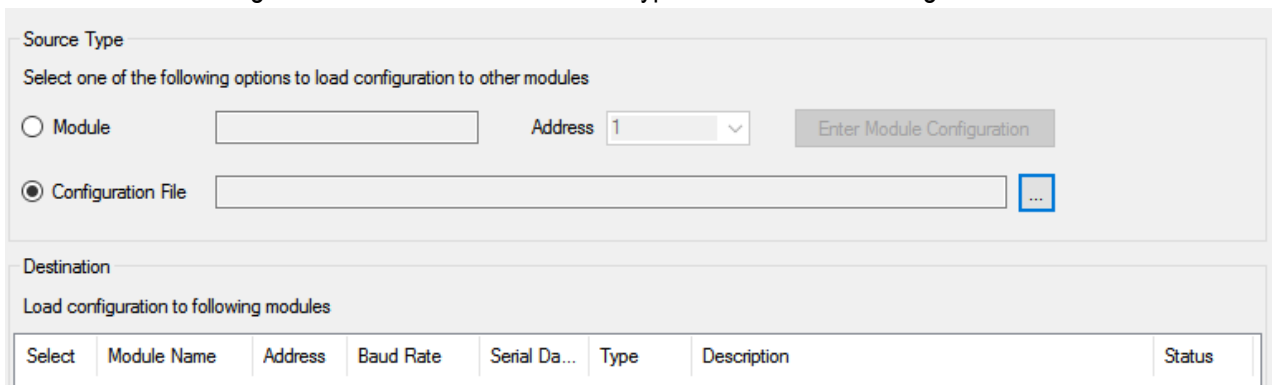 Source Type
Select one of the following options to load configuration to other modules
Module Address 1 Enter Module Configuration
Configuration File ...
Destination
Load configuration to following modules
Select Module Name Address Baud Rate Serial Da... Type Description Status